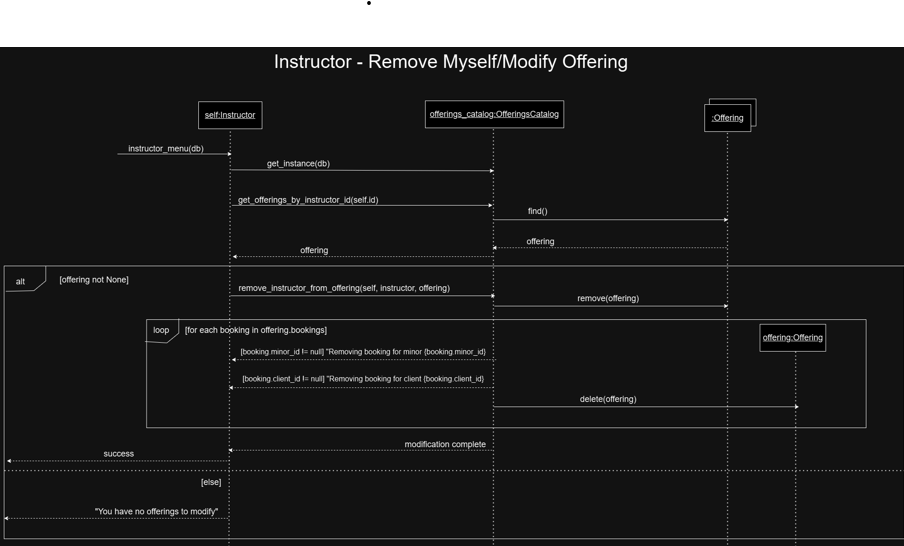 Instructor - Remove Myself/Modify Offering
self:Instructor
offerings_catalog:OfferingsCatalog
:Offering
instructor_menu(db)
get_instance(db)
get_offerings_by_instructor_id(self.id)
find()
offering
offering
alt
[offering not None]
remove_instructor_from_offering(self, instructor, offering)
remove(offering)
loop
[for each booking in offering.bookings]
offering:Offering
[booking.minor_id != null] "Removing booking for minor {booking.minor_id}
[booking.client_id != null] "Removing booking for client {booking.client_id}
delete(offering)
modification complete
success
[else]
"You have no offerings to modify"